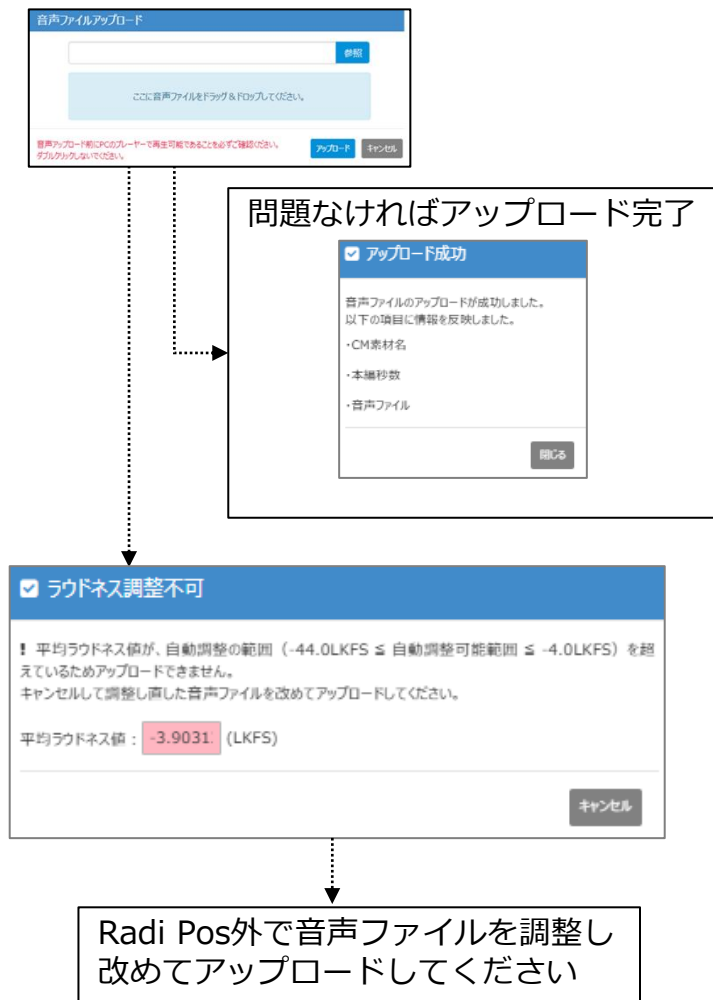 音声ファイルアップロード
参照
ここに音声ファイルをドラッグ＆ドロップしてください。
音声アップロード前にPCのプレーヤーで再生可能であることを必ずご確認ください。
ダブルクリックしないでください。
アップロード キャンセル
問題なければアップロード完了
アップロード成功
音声ファイルのアップロードが成功しました。
以下の項目に情報を反映しました。
・CM素材名
・本編秒数
・音声ファイル
閉じる
ラウドネス調整不可
! 平均ラウドネス値が、自動調整の範囲（-44.0LKFS ≦ 自動調整可能範囲 ≦ -4.0LKFS）を超
えているためアップロードできません。
キャンセルして調整し直した音声ファイルを改めてアップロードしてください。
平均ラウドネス値： -3.9031 (LKFS)
キャンセル
Radi Pos外で音声ファイルを調整し
改めてアップロードしてください